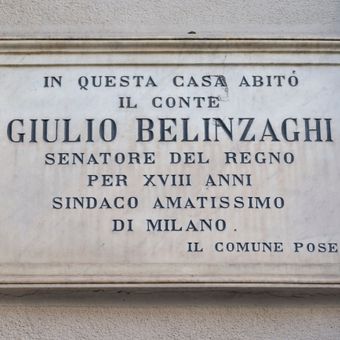 IN QUESTA CASA ABITÓ
IL CONTE
GIULIO BELINZAGHI
SENATORE DEL REGNO
PER XVIII ANNI
SINDACO AMATISSIMO
DI MILANO.
IL COMUNE POSE